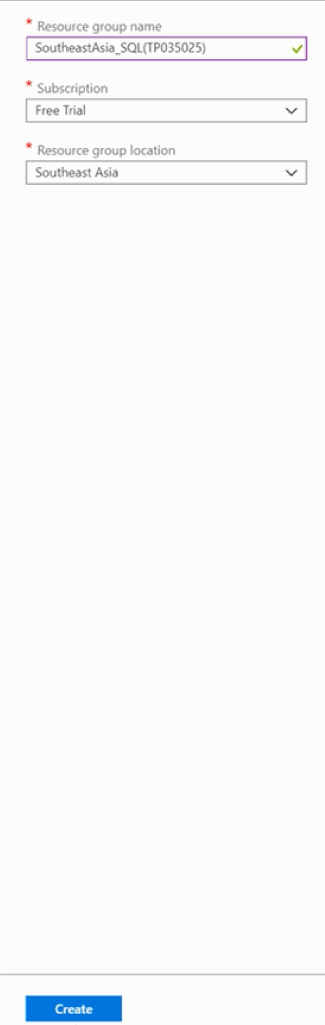 * Resource group name
SoutheastAsia_SQL(TP035025)
* Subscription
Free Trial
* Resource group location
Southeast Asia
Create